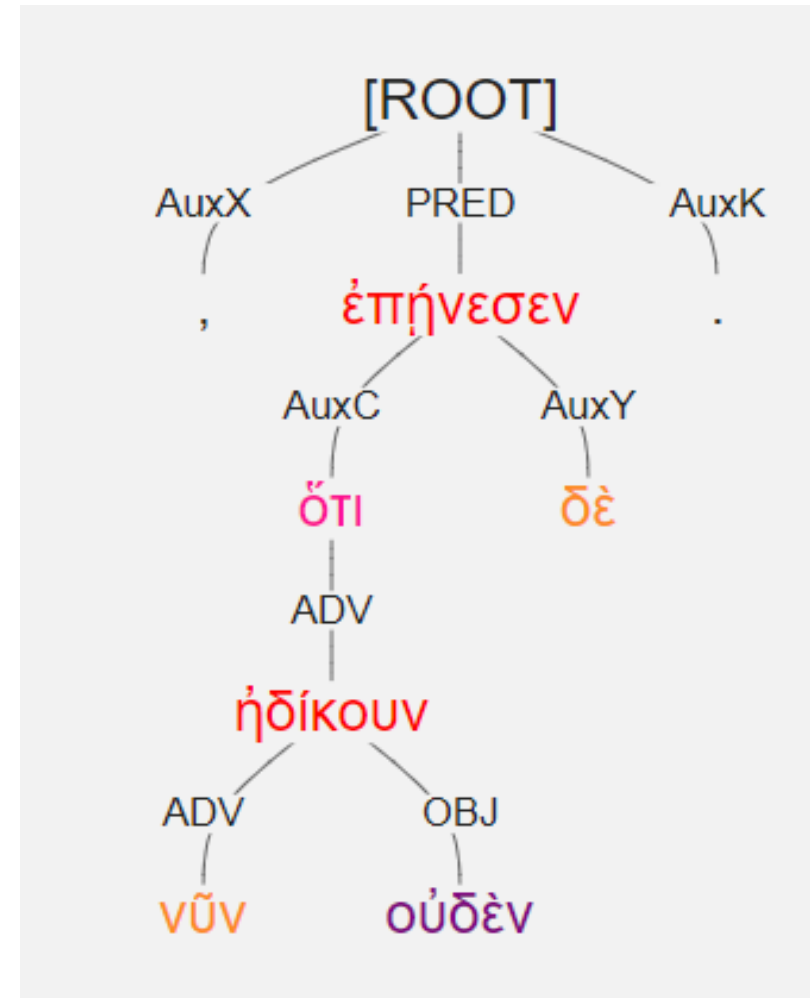 [ROOT]
AuxX PRED AuxK
, ἐπῄνεσεν .
AuxC AuxY
ὅτι δὲ
ADV
ἠδίκουν
ADV OBJ
νῦν οὐδὲν